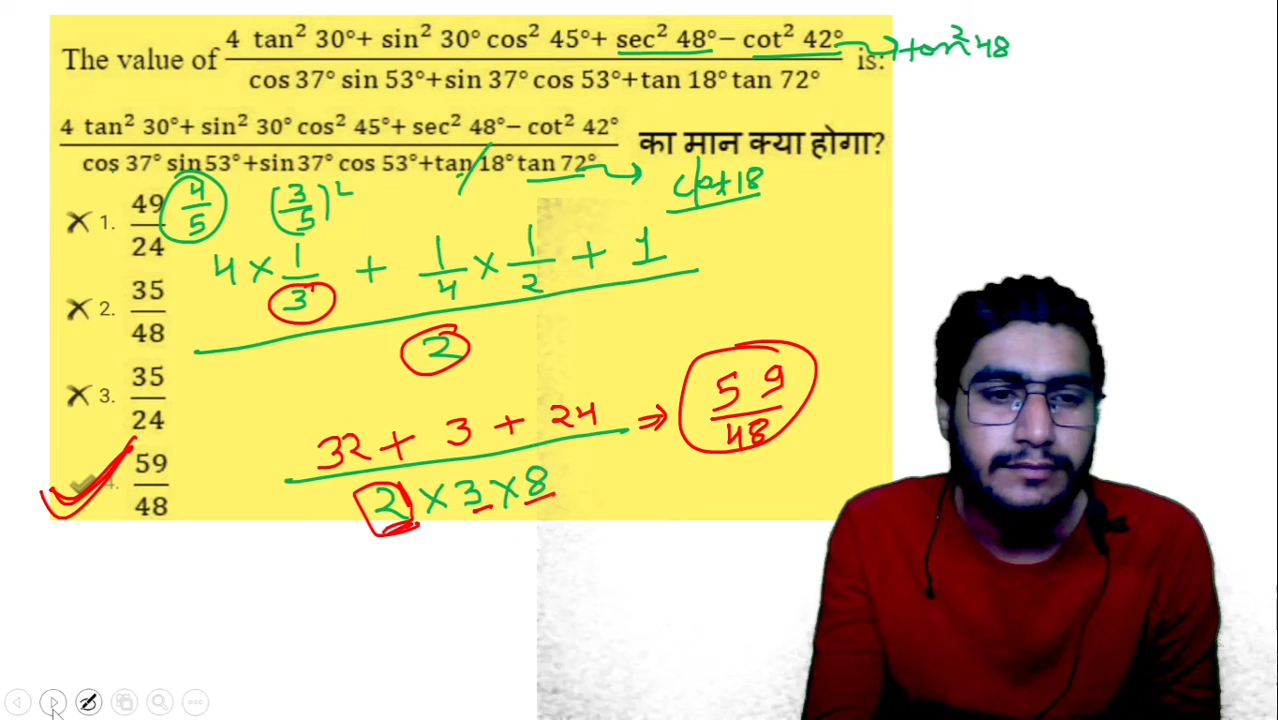 The value of (4 tan² 30°+ sin² 30° cos² 45°+ sec² 48°− cot² 42°)/(cos 37° sin 53°+sin 37° cos 53°+tan 18° tan 72°) is:
tan² 48
(4 tan² 30°+ sin² 30° cos² 45°+ sec² 48°− cot² 42°)/(cos 37° sin 53°+sin 37° cos 53°+tan 18° tan 72°) का मान क्या होगा?
cot 18
1. 49/24
4/5 (3/5)²
4 × 1/3 + 1/4 × 1/2 + 1
2
2. 35/48
3. 35/24
32 + 3 + 24 ⇒ 59/48
2 × 3 × 8
4. 59/48